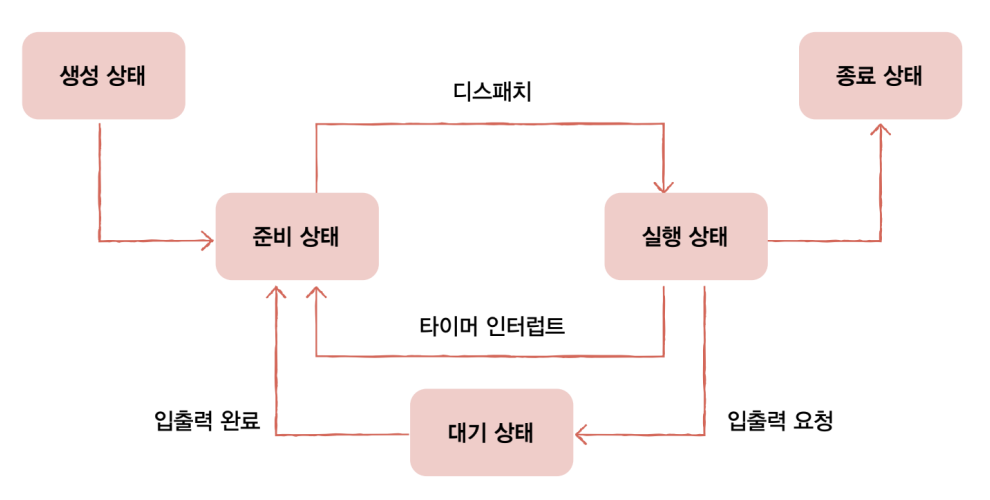 생성 상태
종료 상태
디스패치
준비 상태
실행 상태
타이머 인터럽트
입출력 완료
대기 상태
입출력 요청